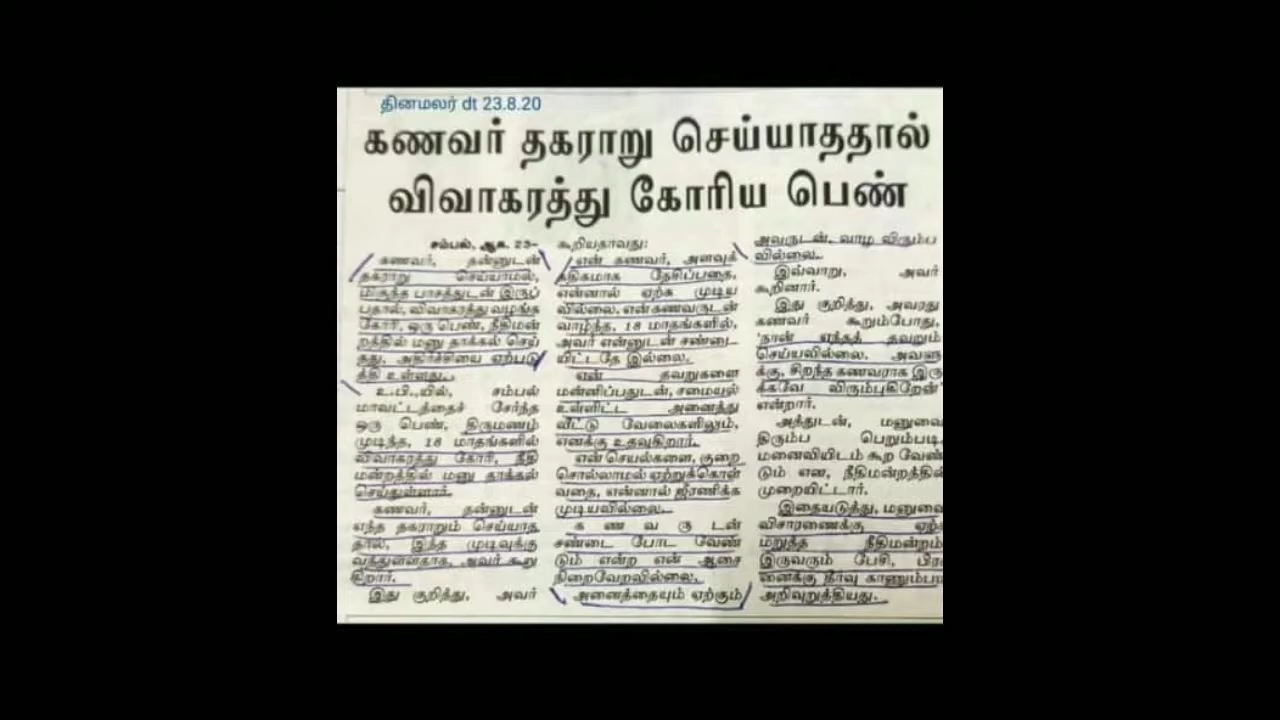 தினமலர் dt 23.8.20
கணவர் தகராறு செய்யாததால்
விவாகரத்து கோரிய பெண்
சம்பல், ஆக. 23–
கணவர், தன்னுடன்
தகராறு செய்யாமல்,
மிகுந்த பாசத்துடன் இருப்
பதால், விவாகரத்து வழங்க
கோரி, ஒரு பெண், நீதிமன்
றத்தில் மனு தாக்கல் செய்
தது, அதிர்ச்சியை ஏற்படு
த்தி உள்ளது.
உ.பி.,யில், சம்பல்
மாவட்டத்தைச் சேர்ந்த
ஒரு பெண், திருமணம்
முடிந்த, 18 மாதங்களில்
விவாகரத்து கோரி, நீதி
மன்றத்தில் மனு தாக்கல்
செய்துள்ளார்.
கணவர், தன்னுடன்
எந்த தகராறும் செய்யாத
தால், இந்த முடிவுக்கு
வந்துள்ளதாக, அவர் கூறு
கிறார்.
இது குறித்து, அவர்
கூறியதாவது:
என் கணவர், அளவுக்
கதிகமாக நேசிப்பதை,
என்னால் ஏற்க முடிய
வில்லை. என் கணவருடன்
வாழ்ந்த, 18 மாதங்களில்,
அவர் என்னுடன் சண்டை
யிட்டதே இல்லை.
என் தவறுகளை
மன்னிப்பதுடன், சமையல்
உள்ளிட்ட அனைத்து
வீட்டு வேலைகளிலும்,
எனக்கு உதவுகிறார்.
என் செயல்களை, குறை
சொல்லாமல் ஏற்றுக்கொள்
வதை, என்னால் ஜீரணிக்க
முடியவில்லை.
கணவருடன்
சண்டை போட வேண்
டும் என்ற என் ஆசை
நிறைவேறவில்லை.
அனைத்தையும் ஏற்கும்
அவருடன், வாழ விரும்ப
வில்லை.
இவ்வாறு, அவர்
கூறினார்.
இது குறித்து, அவரது
கணவர் கூறும்போது,
'நான் எந்தத் தவறும்
செய்யவில்லை. அவளு
க்கு, சிறந்த கணவராக இரு
க்கவே விரும்புகிறேன்'
என்றார்.
அத்துடன், மனுவை
திரும்ப பெறும்படி,
மனைவியிடம் கூற வேண்
டும் என, நீதிமன்றத்தில்
முறையிட்டார்.
இதையடுத்து, மனுவை
விசாரணைக்கு ஏற்க
மறுத்த நீதிமன்றம்
இருவரும் பேசி, பிரச்
னைக்கு தீர்வு காணும்படி
அறிவுறுத்தியது.